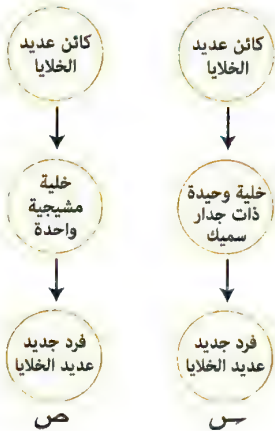 كائن عديد
الخلايا
خلية وحيدة
ذات جدار
سميك
فرد جديد
عديد الخلايا
س
كائن عديد
الخلايا
خلية
مشيجية
واحدة
فرد جديد
عديد الخلايا
ص